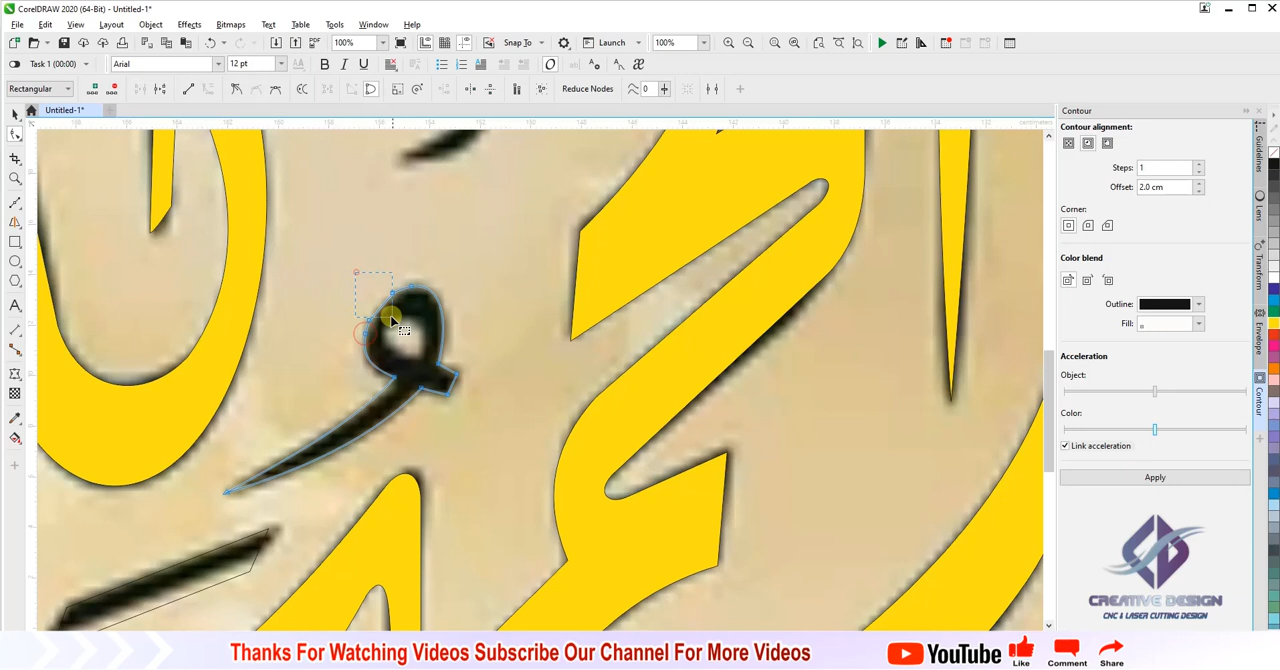 CorelDRAW 2020 (64-Bit) - Untitled-1*
File Edit View Layout Object Effects Bitmaps Text Table Tools Window Help
PDF 100% Snap To Launch 100%
Task 1 (00:00) Arial 12 pt B I U A O ab A A æ
Rectangular Reduce Nodes 0
Untitled-1*
Contour
Contour alignment:
Steps: 1
Offset: 2.0 cm
Corner:
Color blend
Outline:
Fill:
Acceleration
Object:
Color:
Link acceleration
Apply
Guidelines
Lens
Transform
Envelope
Contour
CREATIVE DESIGN
CNC & LASER CUTTING DESIGN
Thanks For Watching Videos Subscribe Our Channel For More Videos
YouTube
Like Comment Share